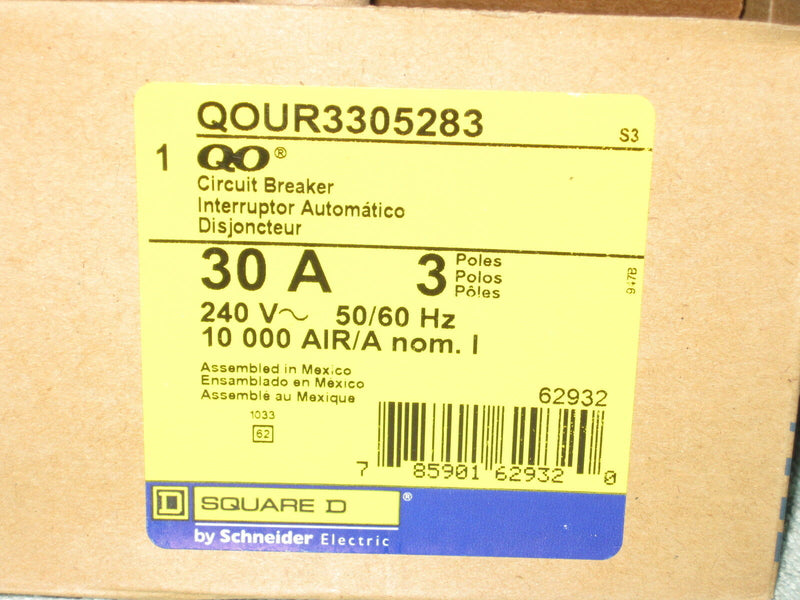 QOUR3305283
S3
1 QO®
Circuit Breaker
Interruptor Automático
Disjoncteur
30 A 3 Poles
Polos
Pôles
947B
240 V~ 50/60 Hz
10 000 AIR/A nom. I
Assembled in Mexico
Ensamblado en México
Assemblé au Mexique
1033
62
62932
7 85901 62932 0
D SQUARE D ®
by Schneider Electric